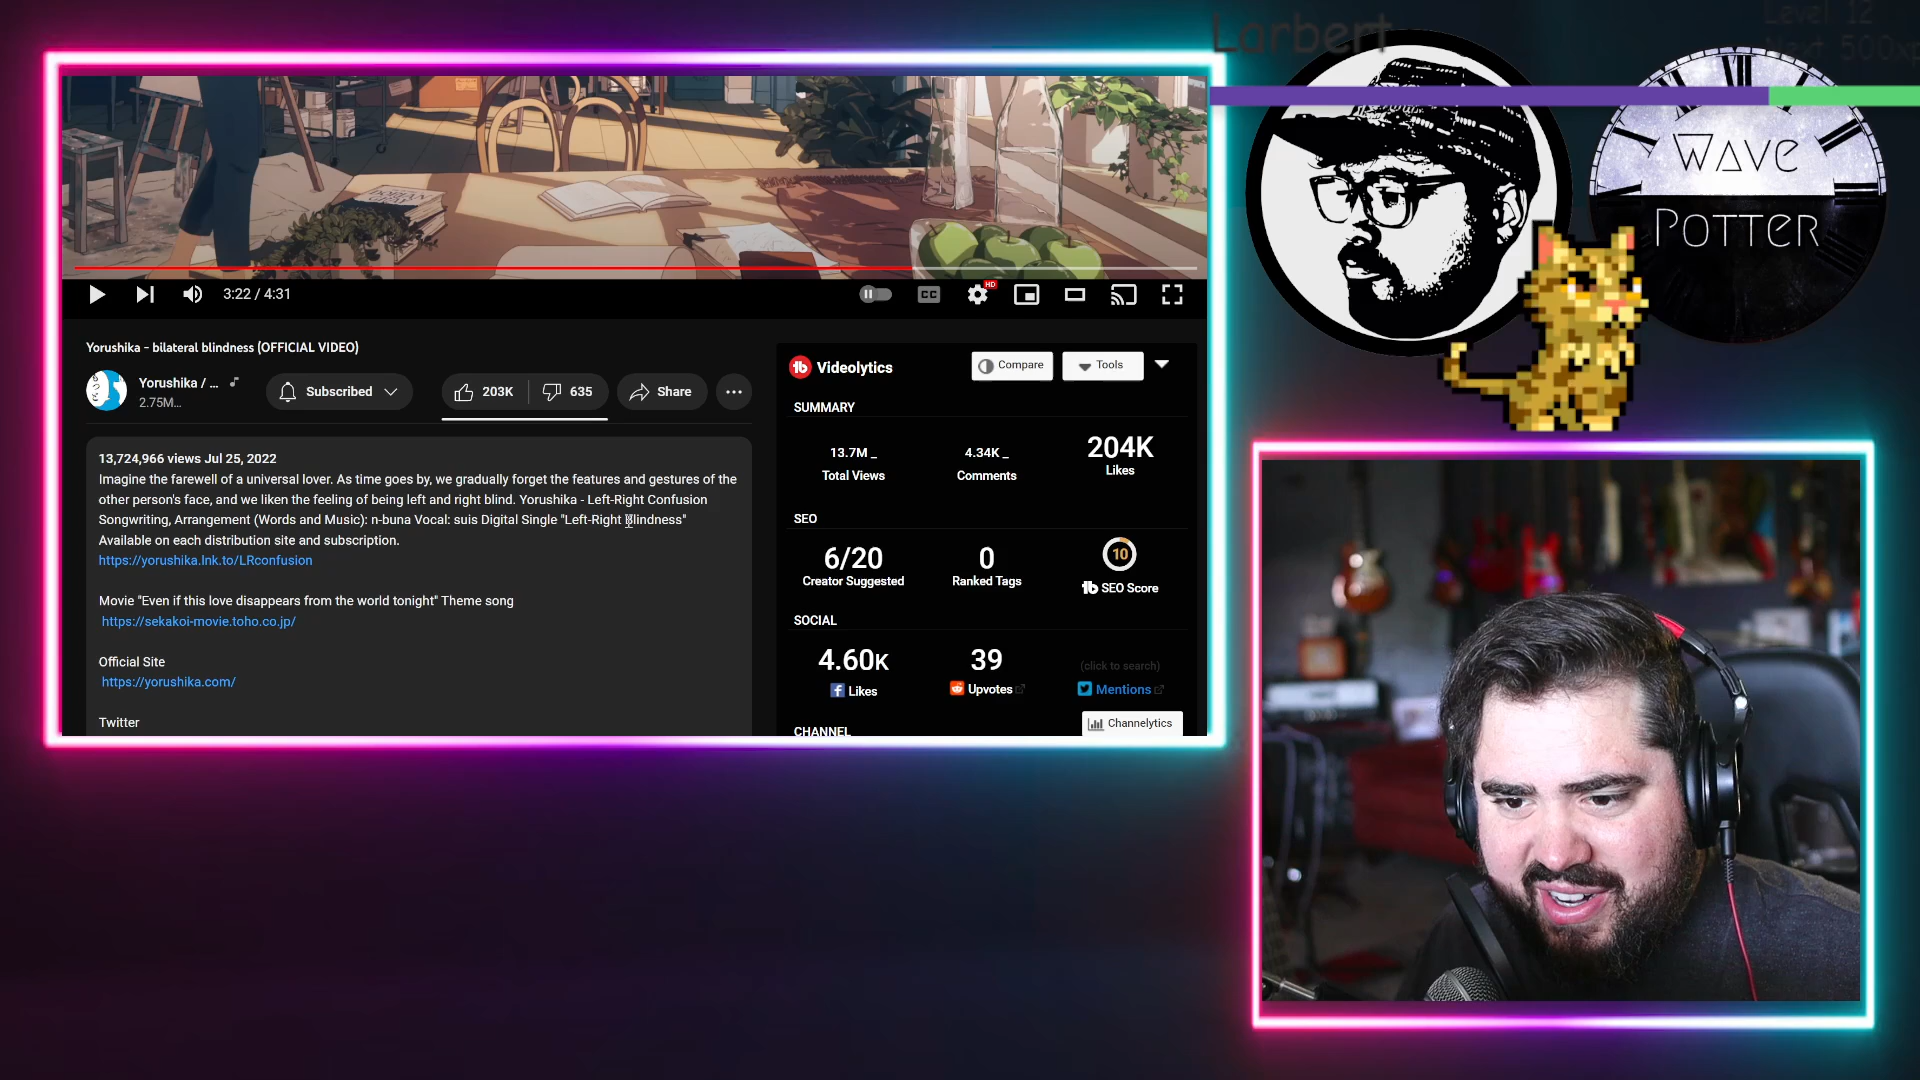 Larbert
Level 12
Next 500xp
WAVE
POTTER
3:22 / 4:31
CC
HD
Yorushika - bilateral blindness (OFFICIAL VIDEO)
Yorushika / ...
2.75M...
Subscribed
203K
635
Share
13,724,966 views Jul 25, 2022
Imagine the farewell of a universal lover. As time goes by, we gradually forget the features and gestures of the
other person's face, and we liken the feeling of being left and right blind. Yorushika - Left-Right Confusion
Songwriting, Arrangement (Words and Music): n-buna Vocal: suis Digital Single "Left-Right Blindness"
Available on each distribution site and subscription.
https://yorushika.lnk.to/LRconfusion
Movie "Even if this love disappears from the world tonight" Theme song
https://sekakoi-movie.toho.co.jp/
Official Site
https://yorushika.com/
Twitter
Videolytics
Compare
Tools
SUMMARY
13.7M _
Total Views
4.34K _
Comments
204K
Likes
SEO
6/20
Creator Suggested
0
Ranked Tags
10
SEO Score
SOCIAL
4.60K
Likes
39
Upvotes
(click to search)
Mentions
CHANNEL
Channelytics